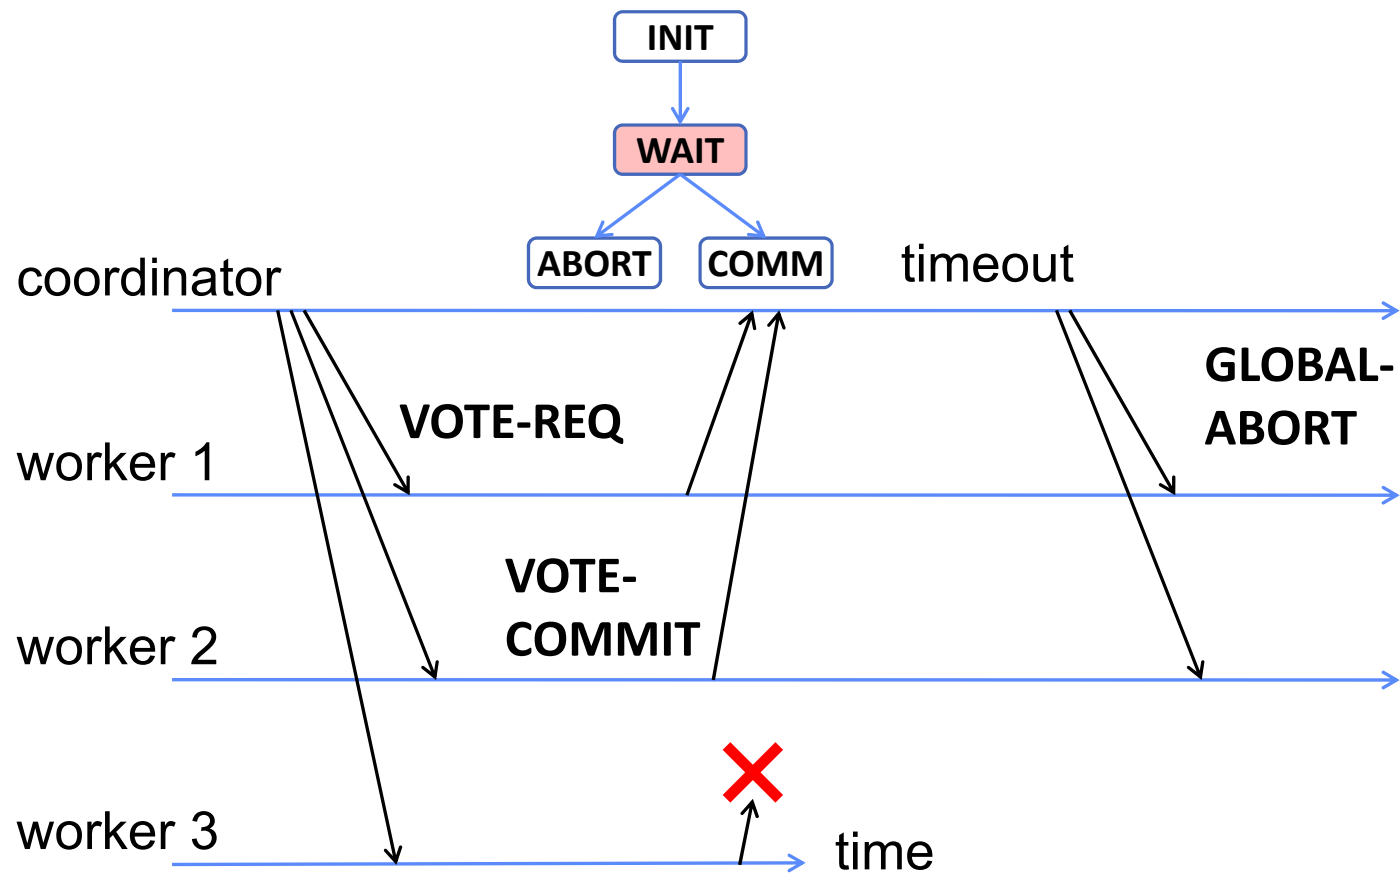 INIT
WAIT
ABORT
COMM
coordinator
timeout
GLOBAL-
ABORT
VOTE-REQ
worker 1
VOTE-
COMMIT
worker 2
worker 3
time